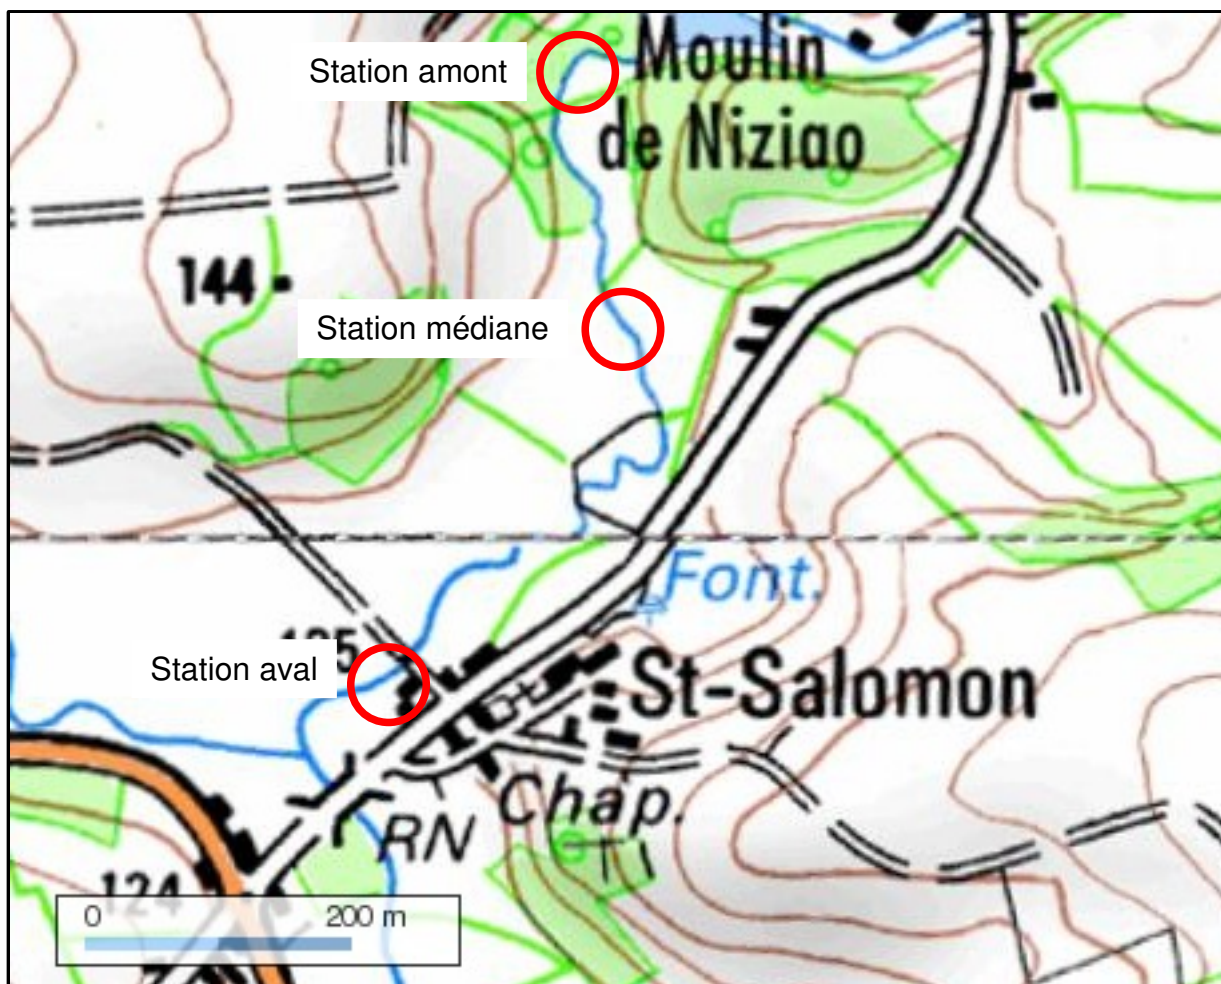 Station amont
Moulin
de Niziao
144
Station médiane
Font.
Station aval
St-Salomon
Chap.
RN
124
0 200 m